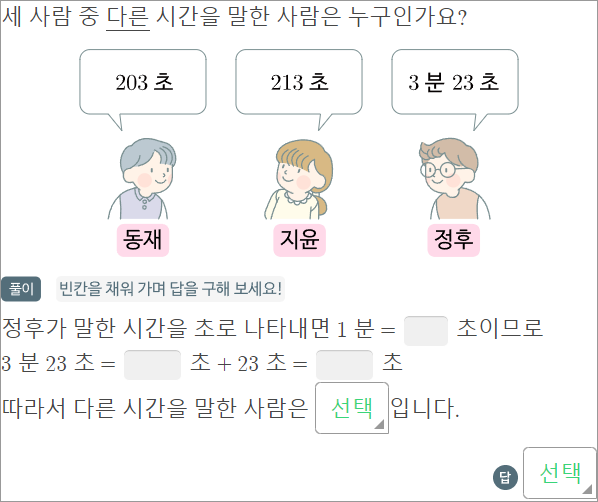 세 사람 중 다른 시간을 말한 사람은 누구인가요?
203 초
213 초
3 분 23 초
동재
지윤
정후
풀이
빈칸을 채워 가며 답을 구해 보세요!
정후가 말한 시간을 초로 나타내면 1 분 = 초이므로
3 분 23 초 = 초 + 23 초 = 초
따라서 다른 시간을 말한 사람은 선택 입니다.
답 선택